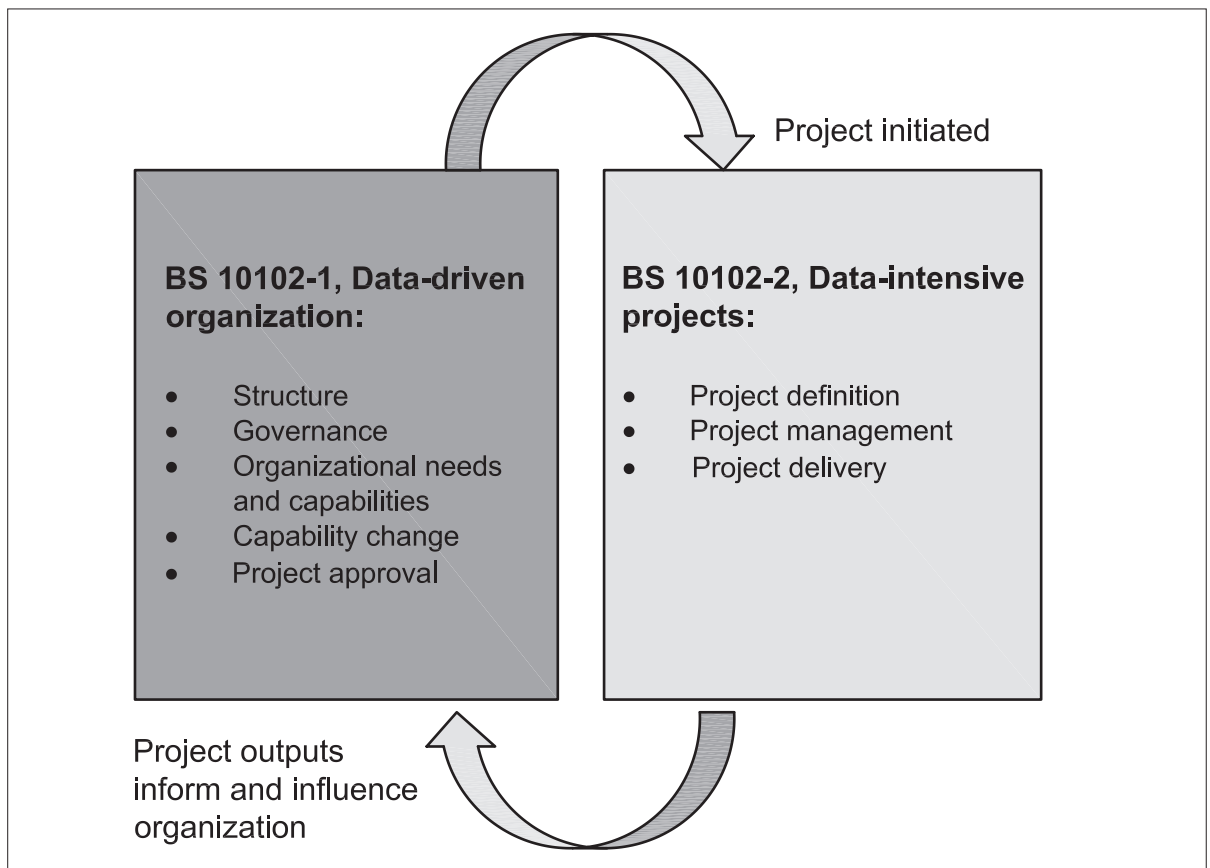 Project initiated
BS 10102-1, Data-driven
organization:
• Structure
• Governance
• Organizational needs
and capabilities
• Capability change
• Project approval
BS 10102-2, Data-intensive
projects:
• Project definition
• Project management
• Project delivery
Project outputs
inform and influence
organization